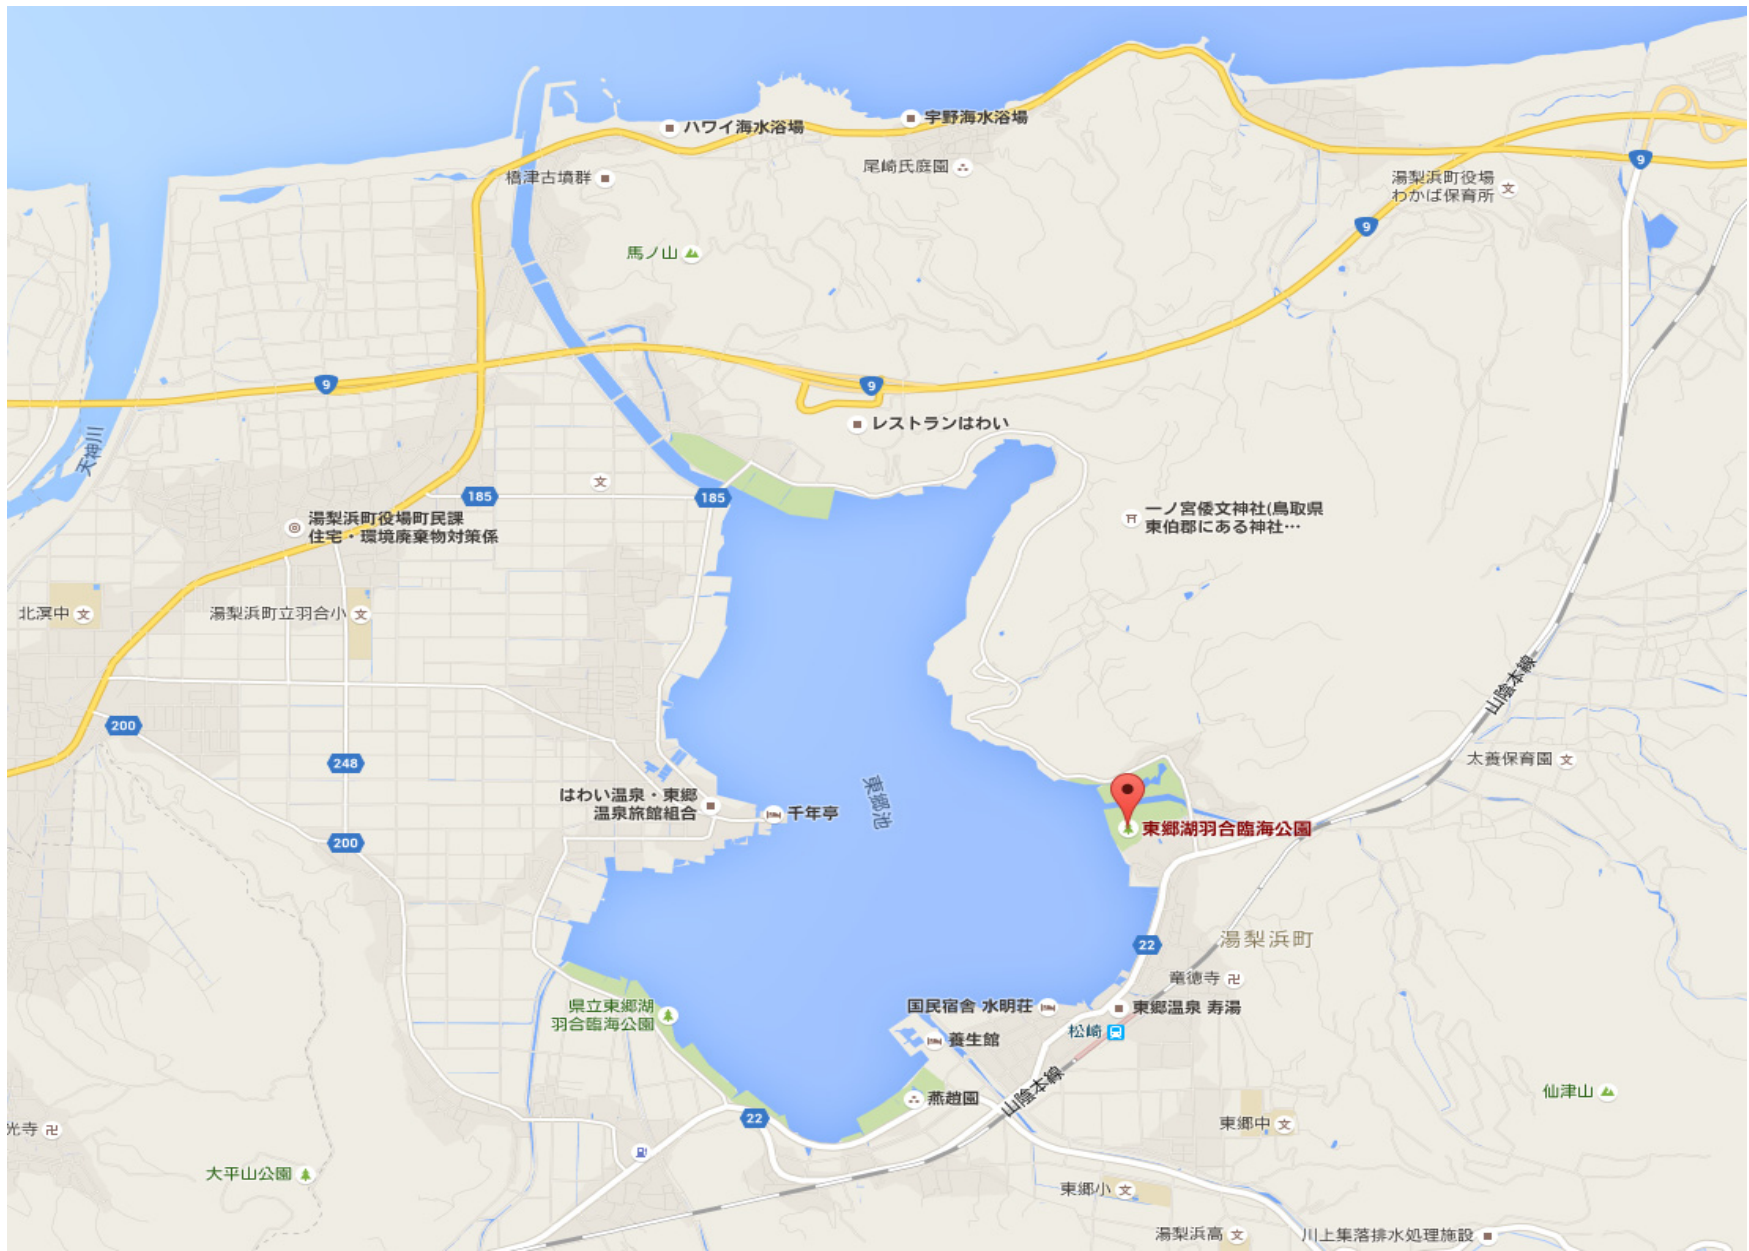 ハワイ海水浴場
宇野海水浴場
橋津古墳群
尾崎氏庭園
9
湯梨浜町役場
わかば保育所
9
馬ノ山
9
9
レストランはわい
天神川
185
185
湯梨浜町役場町民課
住宅・環境廃棄物対策係
一ノ宮倭文神社(鳥取県
東伯郡にある神社…
北溟中
湯梨浜町立羽合小
山陰本線
200
248
太養保育園
はわい温泉・東郷
温泉旅館組合
千年亭
東郷池
東郷湖羽合臨海公園
200
22
湯梨浜町
竜徳寺
県立東郷湖
羽合臨海公園
国民宿舎 水明荘
東郷温泉 寿湯
松崎
養生館
山陰本線
燕趙園
仙津山
22
東郷中
光寺
大平山公園
東郷小
湯梨浜高
川上集落排水処理施設